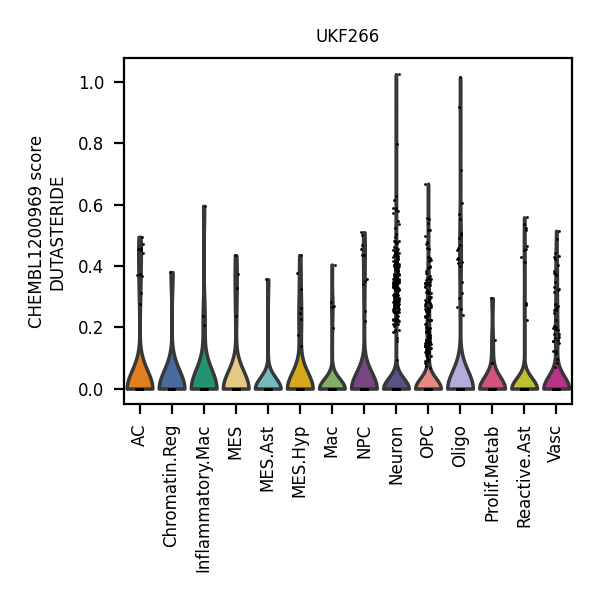 UKF266
CHEMBL1200969 score
DUTASTERIDE
1.0
0.8
0.6
0.4
0.2
0.0
AC
Chromatin.Reg
Inflammatory.Mac
MES
MES.Ast
MES.Hyp
Mac
NPC
Neuron
OPC
Oligo
Prolif.Metab
Reactive.Ast
Vasc